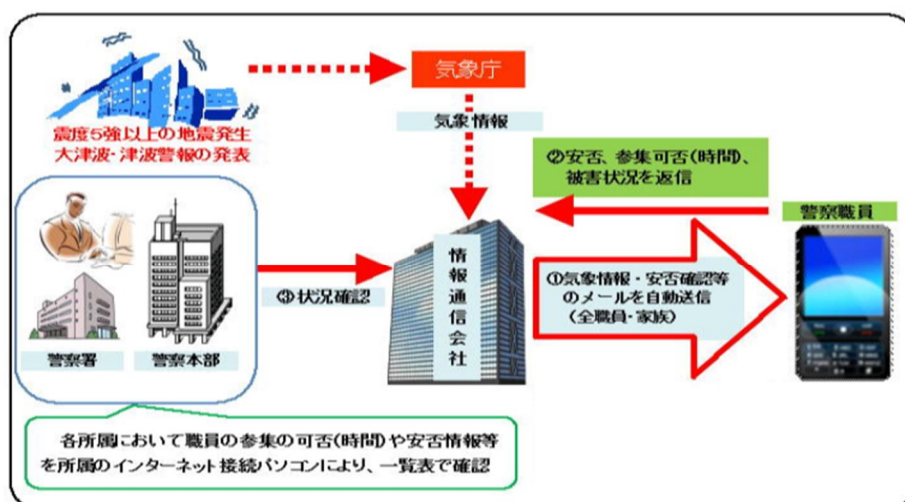 震度5強以上の地震発生
大津波・津波警報の発表
気象庁
気象情報
②安否、参集可否(時間)、
被害状況を返信
警察職員
情報通信会社
①気象情報・安否確認等
のメールを自動送信
（全職員・家族）
③状況確認
警察署
警察本部
各所属において職員の参集の可否(時間)や安否情報等
を所属のインターネット接続パソコンにより、一覧表で確認